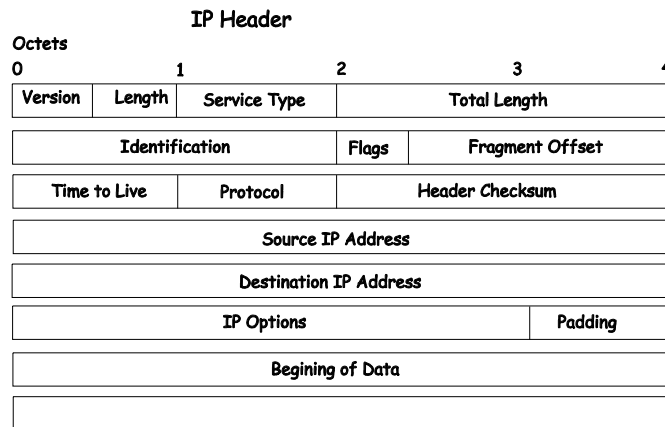 IP Header
Octets
0 1 2 3 4
Version Length Service Type Total Length
Identification Flags Fragment Offset
Time to Live Protocol Header Checksum
Source IP Address
Destination IP Address
IP Options Padding
Begining of Data